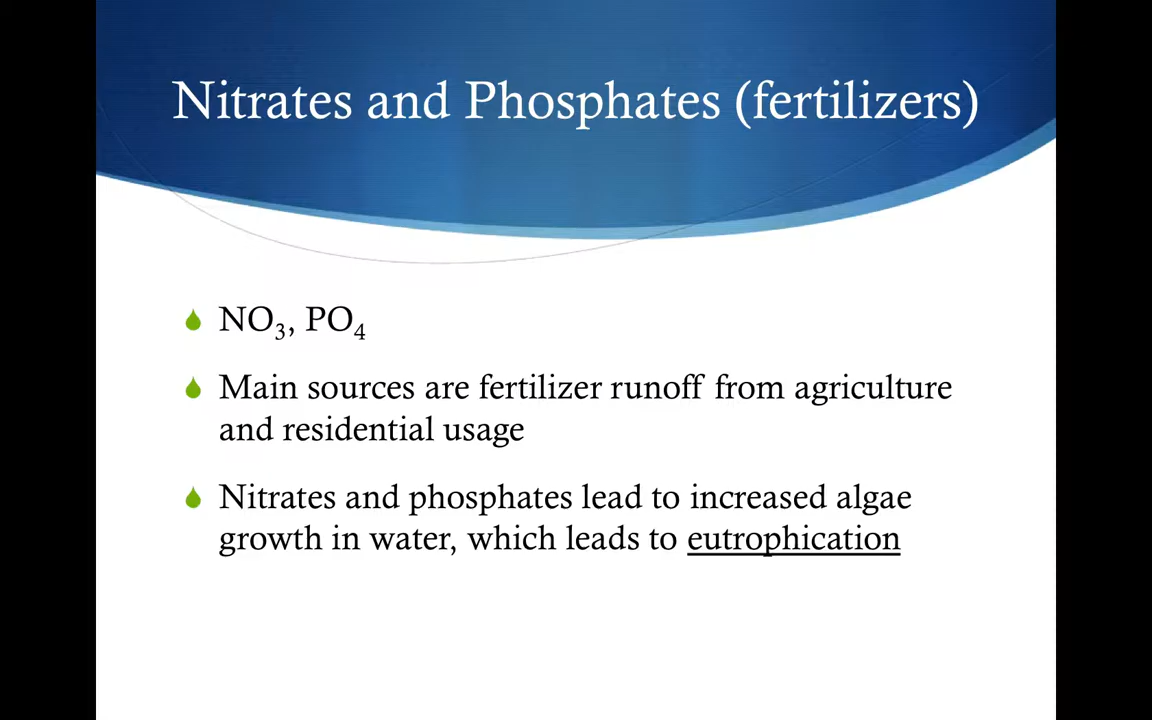 Nitrates and Phosphates (fertilizers)
NO₃, PO₄
Main sources are fertilizer runoff from agriculture
and residential usage
Nitrates and phosphates lead to increased algae
growth in water, which leads to eutrophication